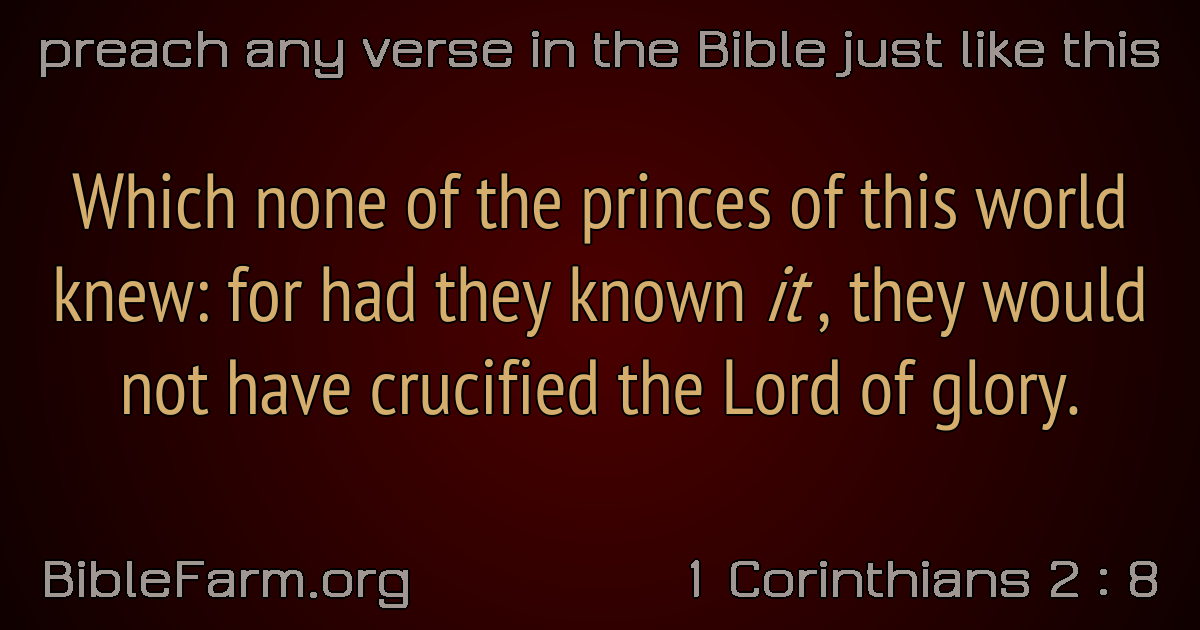 preach any verse in the Bible just like this
Which none of the princes of this world
knew: for had they known it , they would
not have crucified the Lord of glory.
BibleFarm.org
1 Corinthians 2 : 8